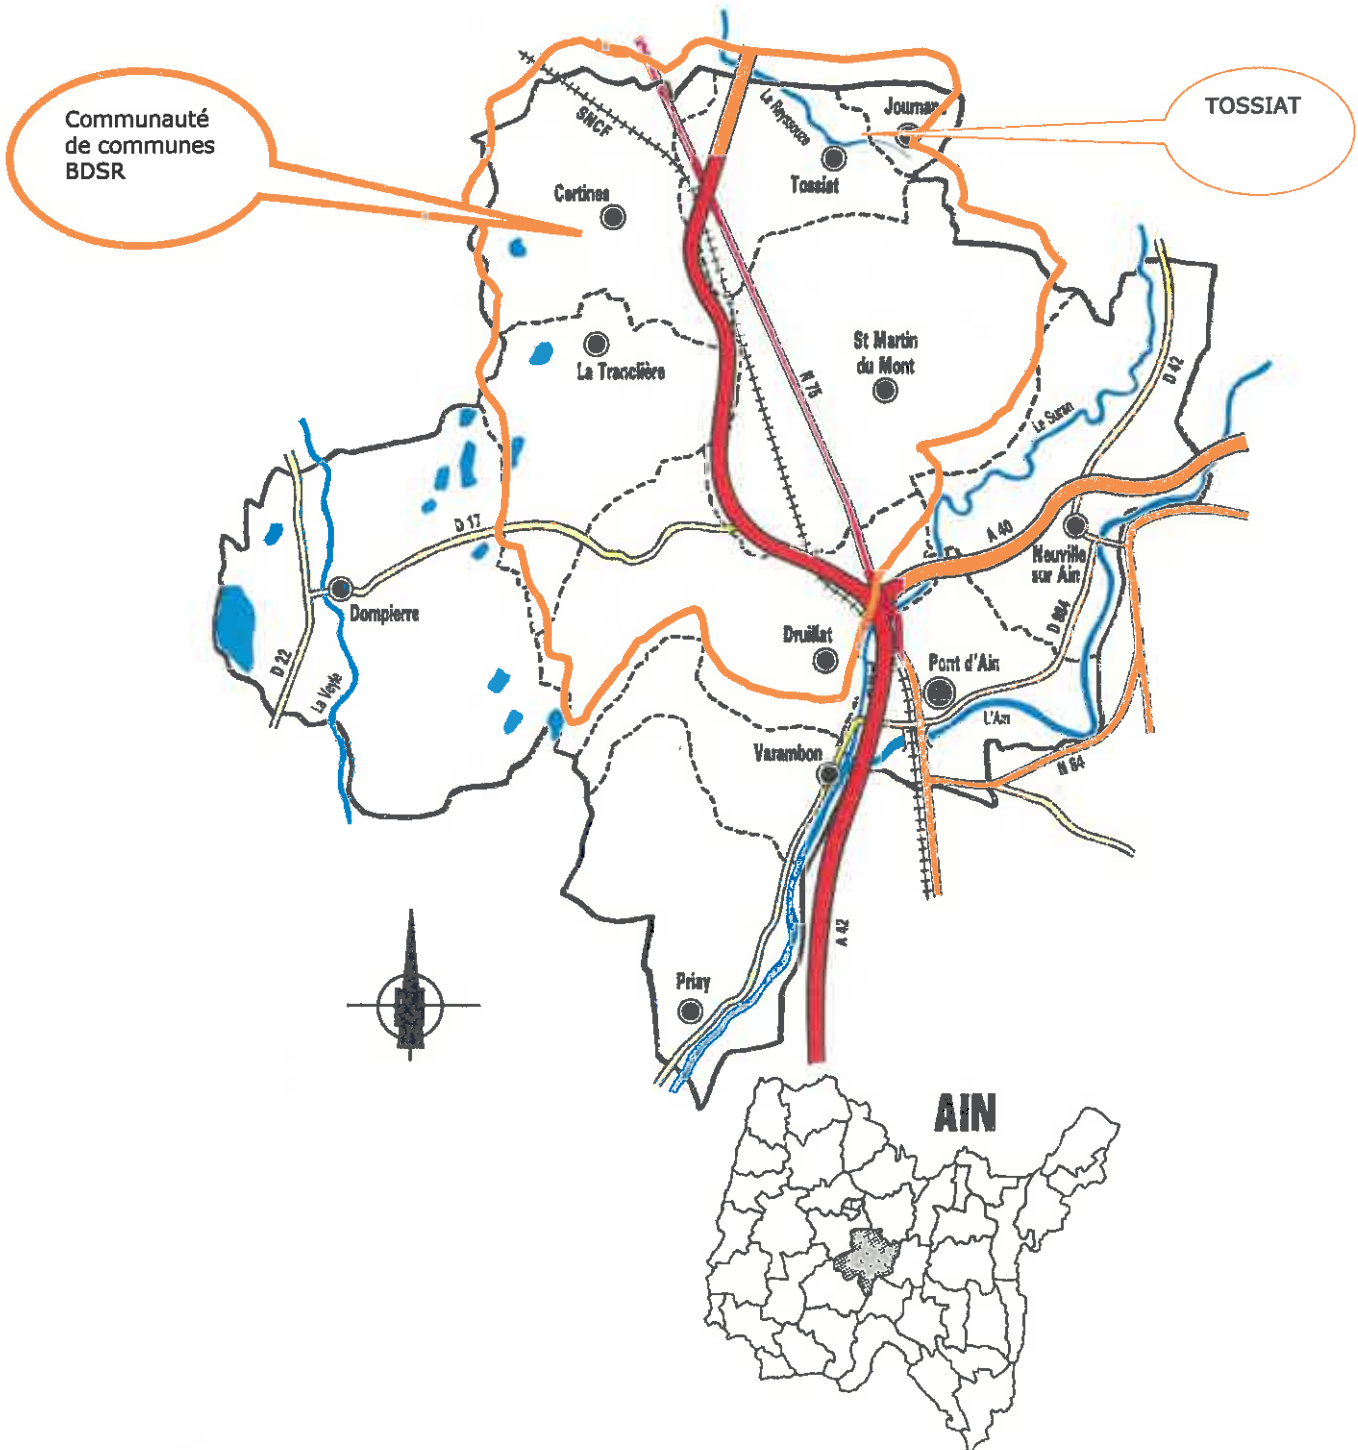 Communauté
de communes
BDSR
TOSSIAT
SNCF
La Reyssouze
Journans
Tossiat
Certines
La Tranclière
St Martin
du Mont
N 75
Le Suran
D 42
D 17
A 40
Neuville
sur Ain
D 984
Dompierre
D 22
La Veyle
Druillat
Pont d'Ain
L'Ain
Varambon
N 84
A 42
Priay
AIN